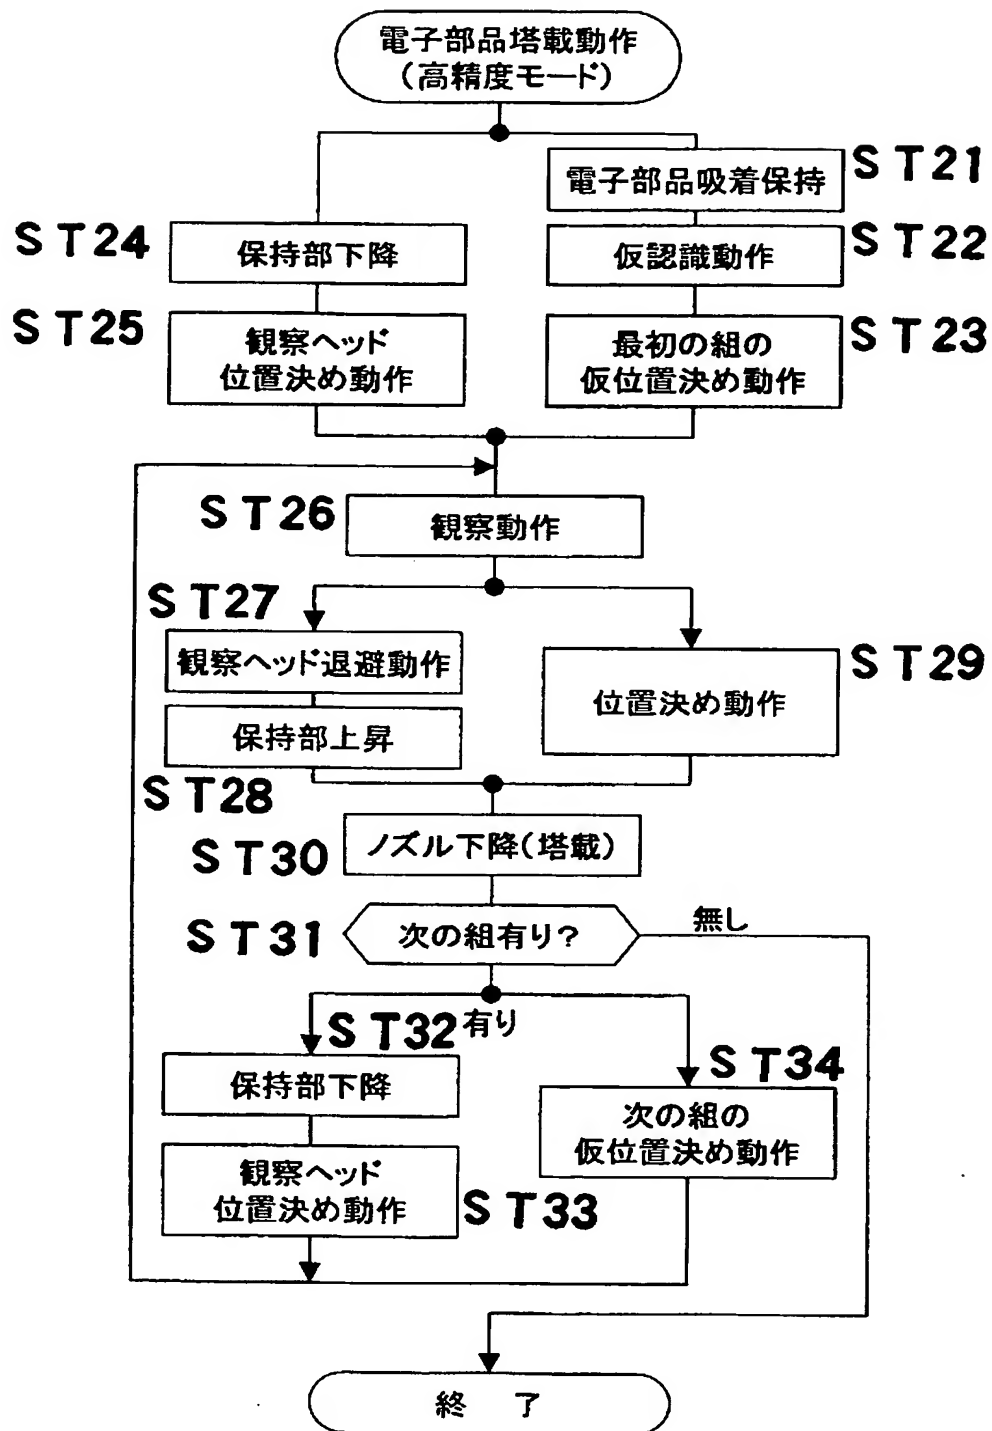 電子部品塔載動作
(高精度モード)
電子部品吸着保持
ST21
ST24
保持部下降
仮認識動作
ST22
ST25
観察ヘッド
位置決め動作
最初の組の
仮位置決め動作
ST23
ST26
観察動作
ST27
観察ヘッド退避動作
保持部上昇
ST28
位置決め動作
ST29
ST30
ノズル下降(塔載)
ST31
次の組有り?
無し
有り
ST32
保持部下降
観察ヘッド
位置決め動作
ST33
ST34
次の組の
仮位置決め動作
終 了